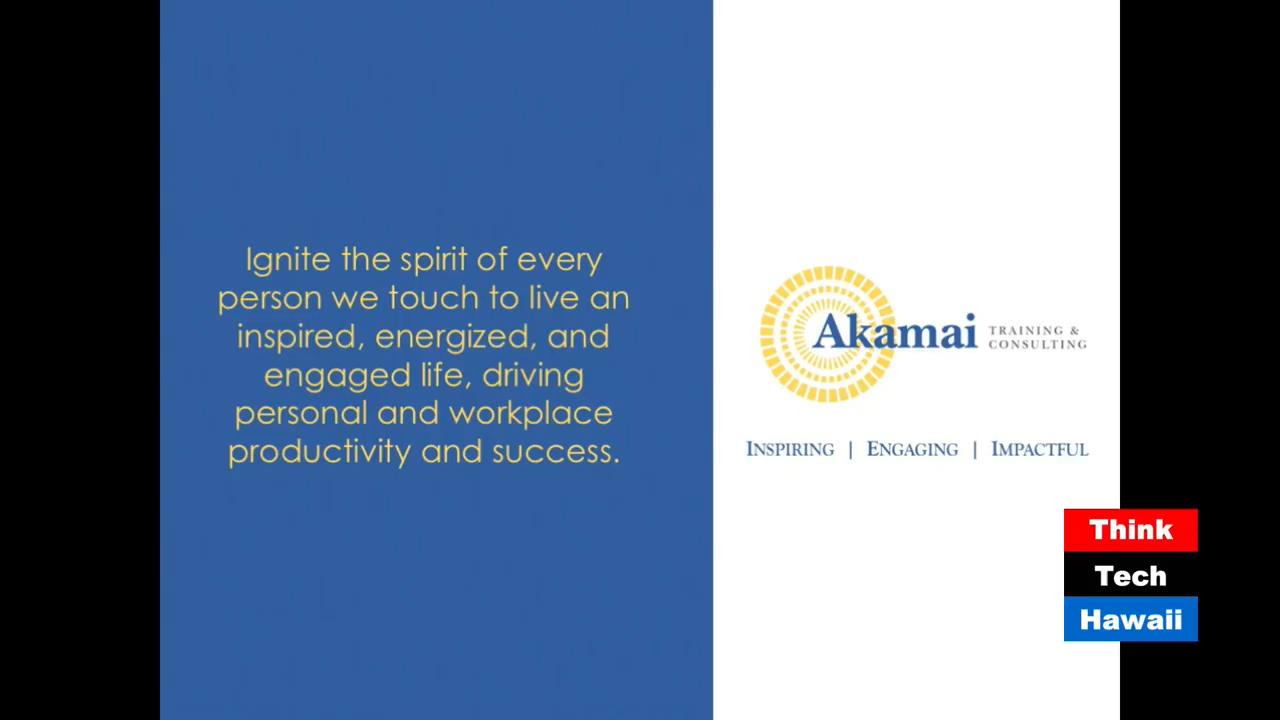 Ignite the spirit of every
person we touch to live an
inspired, energized, and
engaged life, driving
personal and workplace
productivity and success.
Akamai TRAINING &
CONSULTING
INSPIRING | ENGAGING | IMPACTFUL
Think
Tech
Hawaii